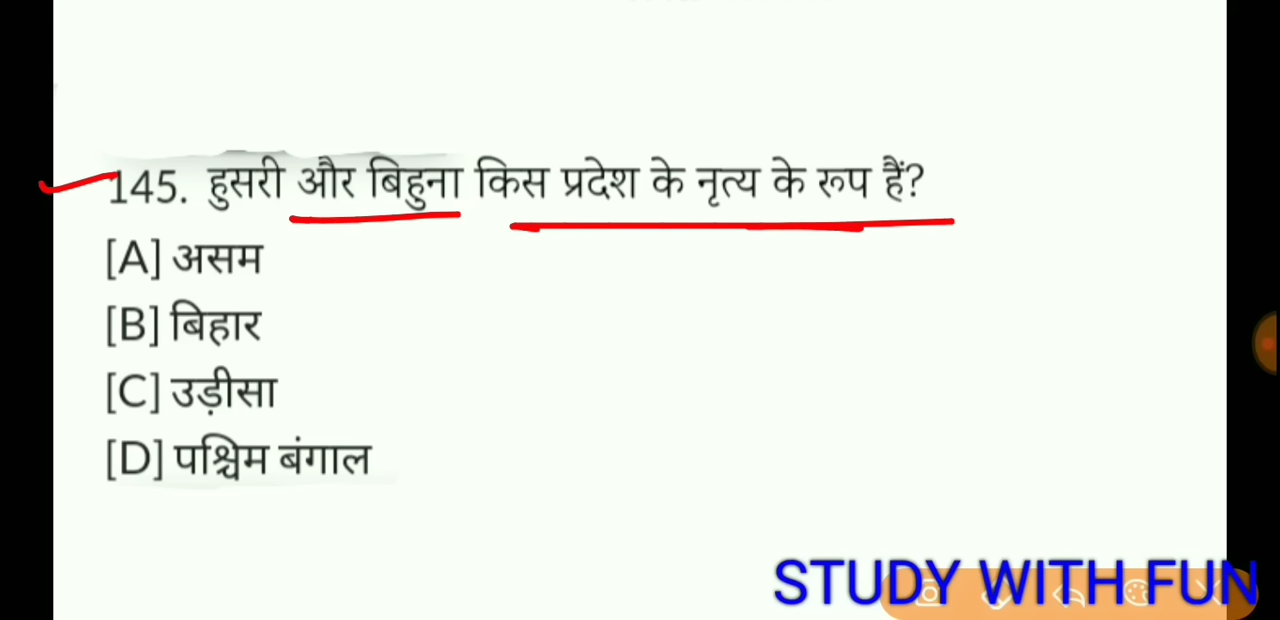 145. हुसरी और बिहुना किस प्रदेश के नृत्य के रूप हैं?
[A] असम
[B] बिहार
[C] उड़ीसा
[D] पश्चिम बंगाल
STUDY WITH FUN